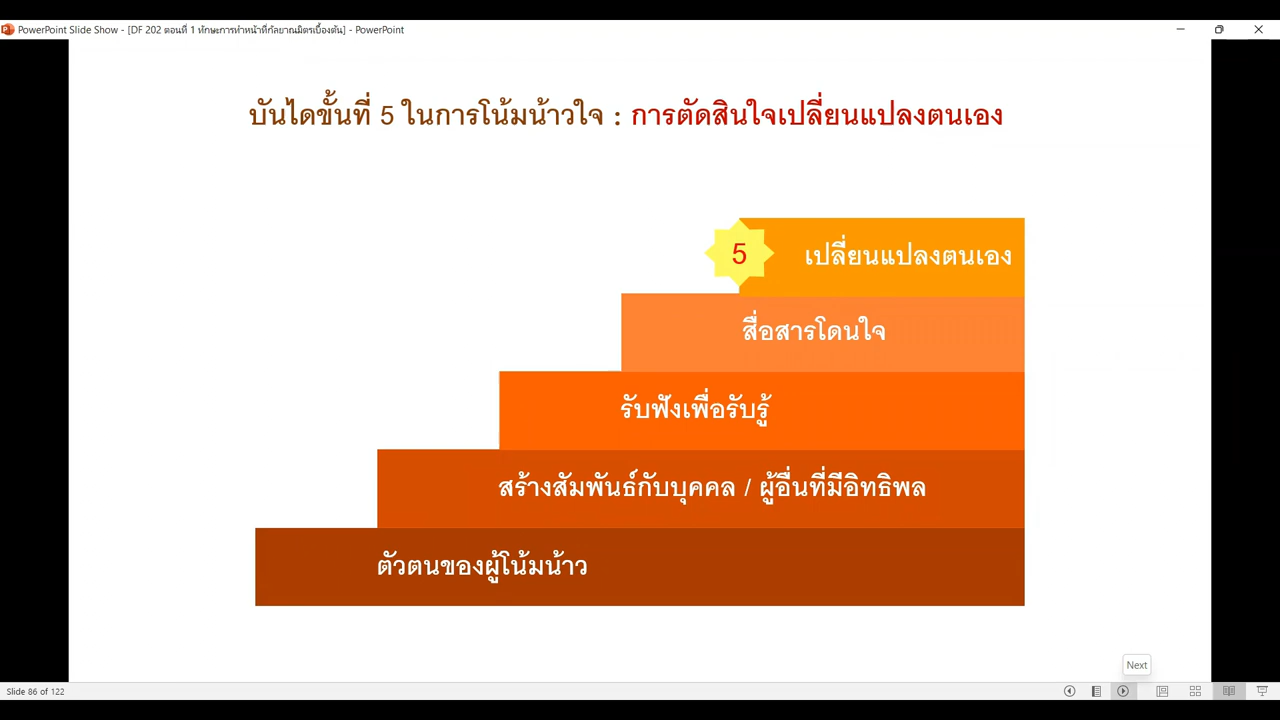 PowerPoint Slide Show - [DF 202 ตอนที่ 1 ทักษะการทำหน้าที่กัลยาณมิตรเบื้องต้น] - PowerPoint
บันไดขั้นที่ 5 ในการโน้มน้าวใจ : การตัดสินใจเปลี่ยนแปลงตนเอง
5 เปลี่ยนแปลงตนเอง
สื่อสารโดนใจ
รับฟังเพื่อรับรู้
สร้างสัมพันธ์กับบุคคล / ผู้อื่นที่มีอิทธิพล
ตัวตนของผู้โน้มน้าว
Next
Slide 86 of 122